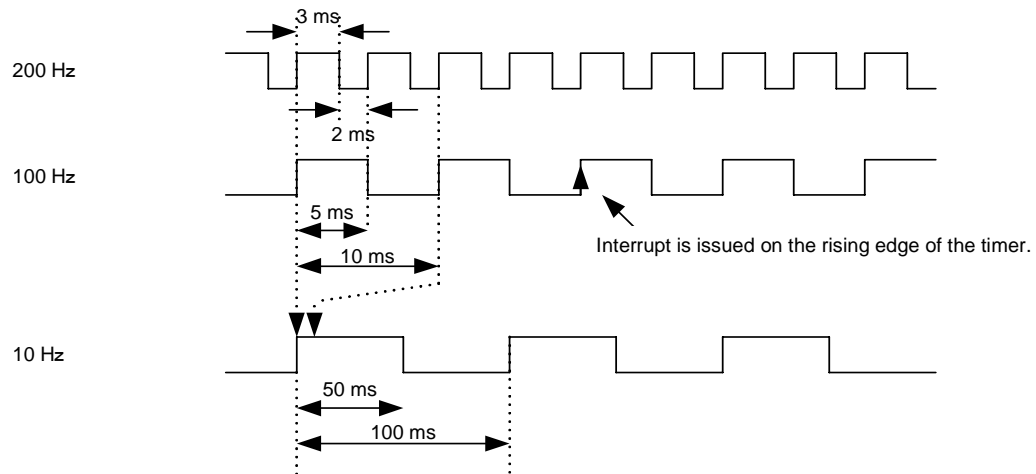 3 ms
200 Hz
2 ms
100 Hz
5 ms
Interrupt is issued on the rising edge of the timer.
10 ms
10 Hz
50 ms
100 ms